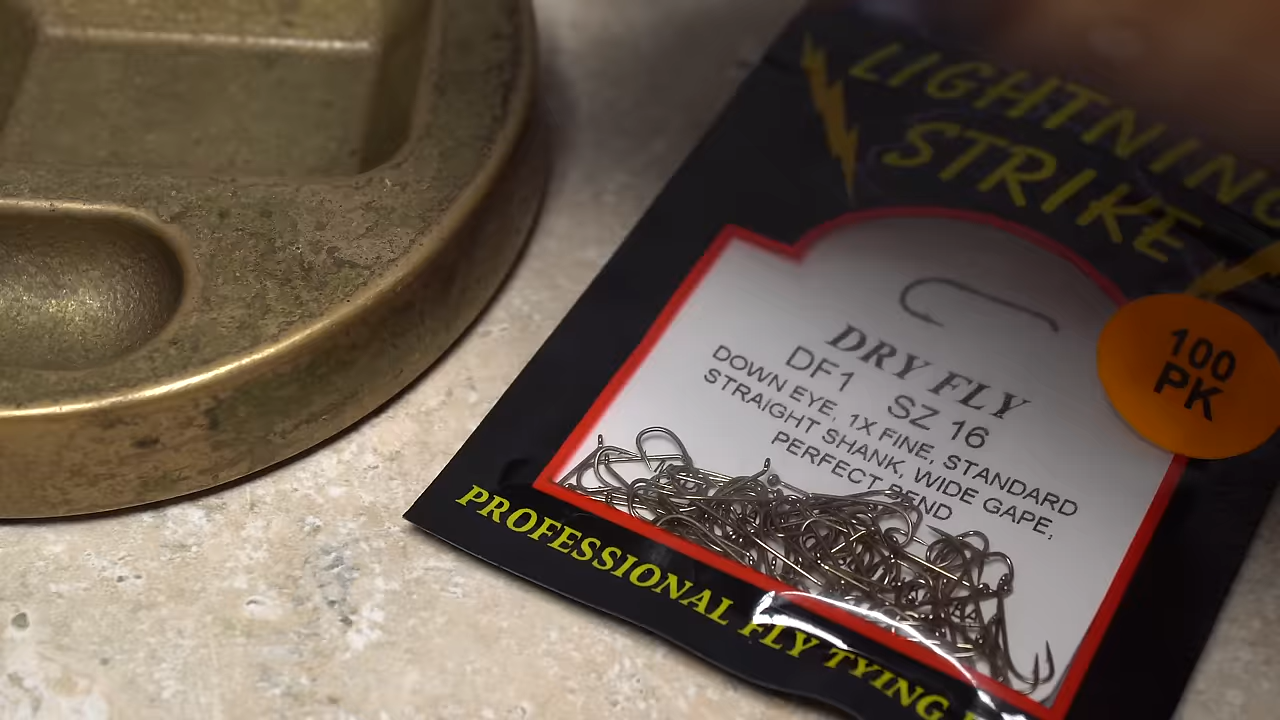 LIGHTNING
STRIKE
100
PK
DRY FLY
DF1 SZ 16
DOWN EYE, 1X FINE, STANDARD
STRAIGHT SHANK, WIDE GAPE,
PERFECT BEND
PROFESSIONAL FLY TYING